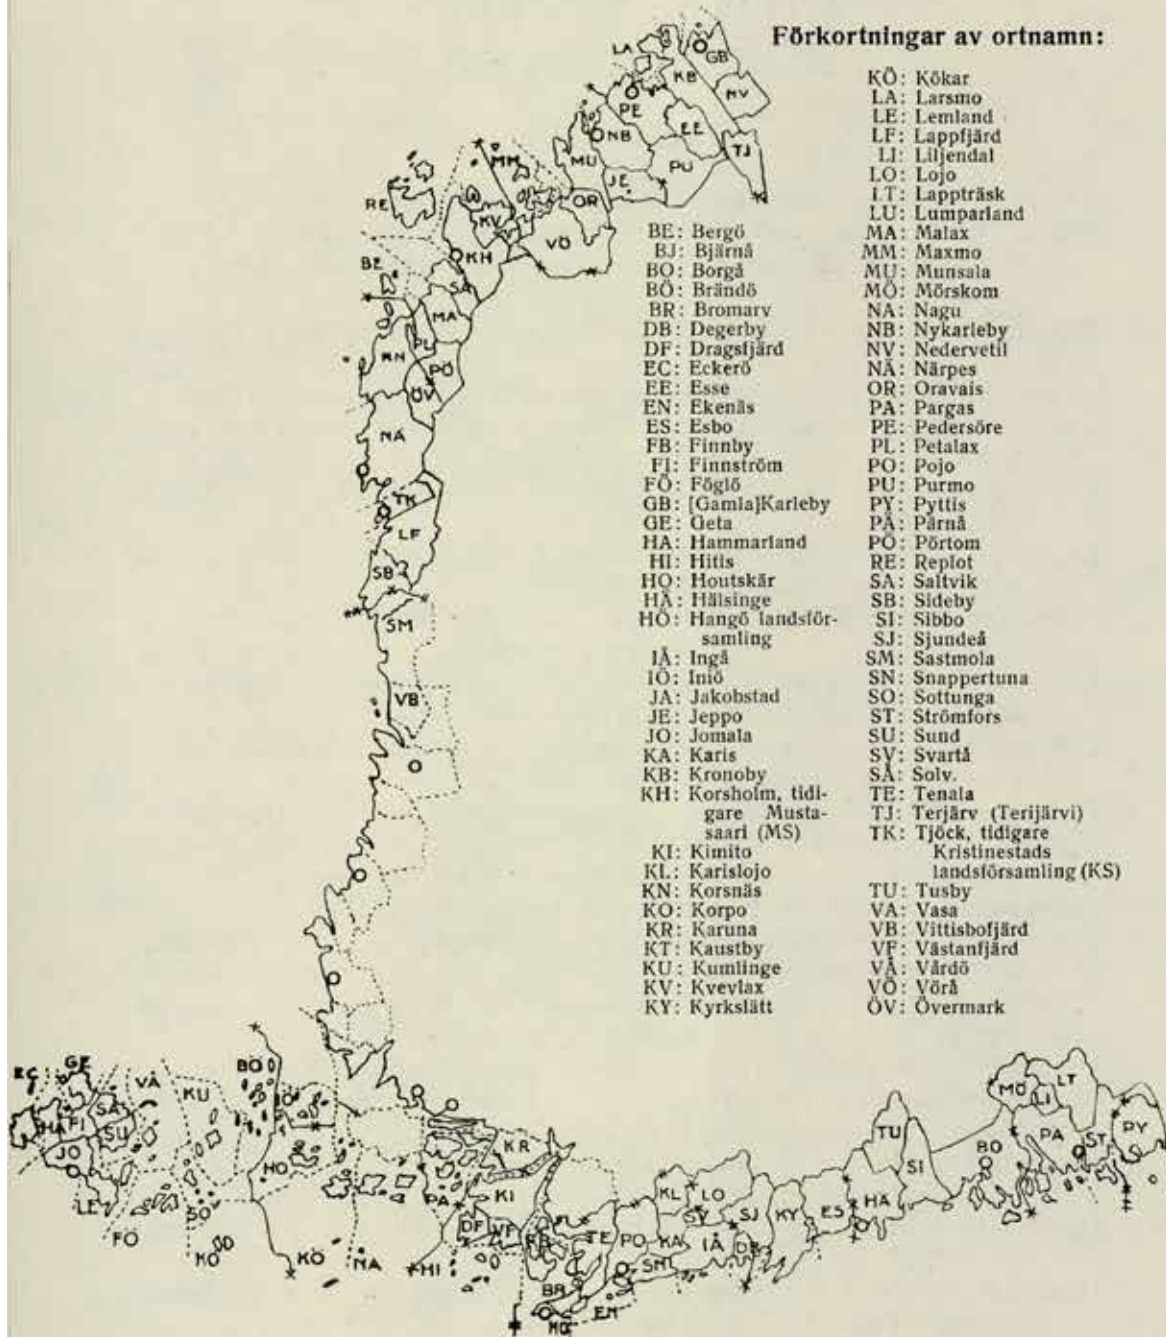 Förkortningar av ortnamn:
BE: Bergö
BJ: Bjärnå
BO: Borgå
BÖ: Brändö
BR: Bromarv
DB: Degerby
DF: Dragsfjärd
EC: Eckerö
EE: Esse
EN: Ekenäs
ES: Esbo
FB: Finnby
FI: Finnström
FÖ: Föglö
GB: [Gamla]Karleby
GE: Geta
HA: Hammarland
HI: Hitis
HO: Houtskär
HÄ: Hälsinge
HÖ: Hangö landsför-
samling
IÅ: Ingå
IÖ: Iniö
JA: Jakobstad
JE: Jeppo
JO: Jomala
KA: Karis
KB: Kronoby
KH: Korsholm, tidi-
gare Musta-
saari (MS)
KI: Kimito
KL: Karislojo
KN: Korsnäs
KO: Korpo
KR: Karuna
KT: Kaustby
KU: Kumlinge
KV: Kvevlax
KY: Kyrkslätt
KÖ: Kökar
LA: Larsmo
LE: Lemland
LF: Lappfjärd
LI: Liljendal
LO: Lojo
LT: Lappträsk
LU: Lumparland
MA: Malax
MM: Maxmo
MU: Munsala
MÖ: Mörskom
NA: Nagu
NB: Nykarleby
NV: Nedervetil
NÄ: Närpes
OR: Oravais
PA: Pargas
PE: Pedersöre
PL: Petalax
PO: Pojo
PU: Purmo
PY: Pyttis
PÄ: Pärnå
PÖ: Pörtom
RE: Replot
SA: Saltvik
SB: Sideby
SI: Sibbo
SJ: Sjundeå
SM: Sastmola
SN: Snappertuna
SO: Sottunga
ST: Strömfors
SU: Sund
SV: Svartå
SÅ: Solv.
TE: Tenala
TJ: Terjärv (Terijärvi)
TK: Tjöck, tidigare
Kristinestads
landsförsamling (KS)
TU: Tusby
VA: Vasa
VB: Vittisbofjärd
VF: Västanfjärd
VÅ: Vårdö
VÖ: Vörå
ÖV: Övermark
LA
GB
KB
NV
PE
NB
EE
TJ
MU
PU
JE
MM
OR
RE
KV
VÖ
KH
BE
MA
PL
PÖ
ÖV
NÄ
TK
LF
SB
SM
VB
EC
GE
VÅ
KU
BÖ
IÖ
HA
FI
SA
SU
JO
LE
FÖ
SO
HO
KÖ
NA
HI
PA
KR
KI
DF
VF
TE
BR
EN
PO
KA
KL
LO
SV
SJ
IÅ
KY
ES
HÄ
TU
SI
BO
MÖ
LI
LT
PÄ
ST
PY